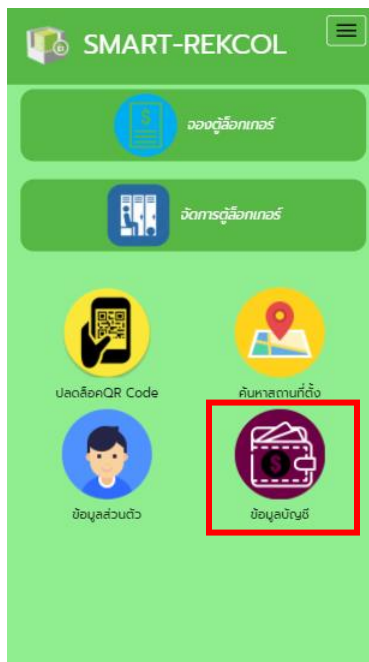 SMART-REKCOL
จองตู้ล็อกเกอร์
จัดการตู้ล็อกเกอร์
ปลดล็อคQR Code
ค้นหาสถานที่ตั้ง
ข้อมูลส่วนตัว
ข้อมูลบัญชี